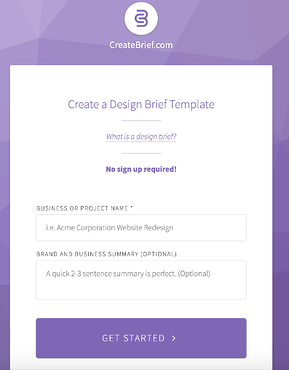 CreateBrief.com
Create a Design Brief Template
What is a design brief?
No sign up required!
BUSINESS OR PROJECT NAME *
i.e. Acme Corporation Website Redesign
BRAND AND BUSINESS SUMMARY (OPTIONAL)
A quick 2-3 sentence summary is perfect. (Optional)
GET STARTED >